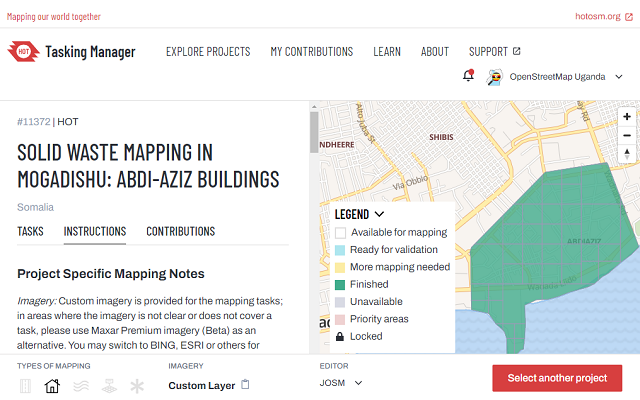 Mapping our world together
hotosm.org
HOT
Tasking Manager
EXPLORE PROJECTS
MY CONTRIBUTIONS
LEARN
ABOUT
SUPPORT
OpenStreetMap Uganda
#11372 | HOT
SOLID WASTE MAPPING IN
MOGADISHU: ABDI-AZIZ BUILDINGS
Somalia
TASKS
INSTRUCTIONS
CONTRIBUTIONS
Project Specific Mapping Notes
Imagery: Custom imagery is provided for the mapping tasks;
in areas where the imagery is not clear or does not cover a
task, please use Maxar Premium imagery (Beta) as an
alternative. You may switch to BING, ESRI or others for
Alto Juba St
NDHEERE
SHIBIS
Via Obbio
y Rd
LEGEND
Available for mapping
Ready for validation
More mapping needed
Finished
Unavailable
Priority areas
Locked
TYPES OF MAPPING
IMAGERY
Custom Layer
EDITOR
JOSM
Select another project